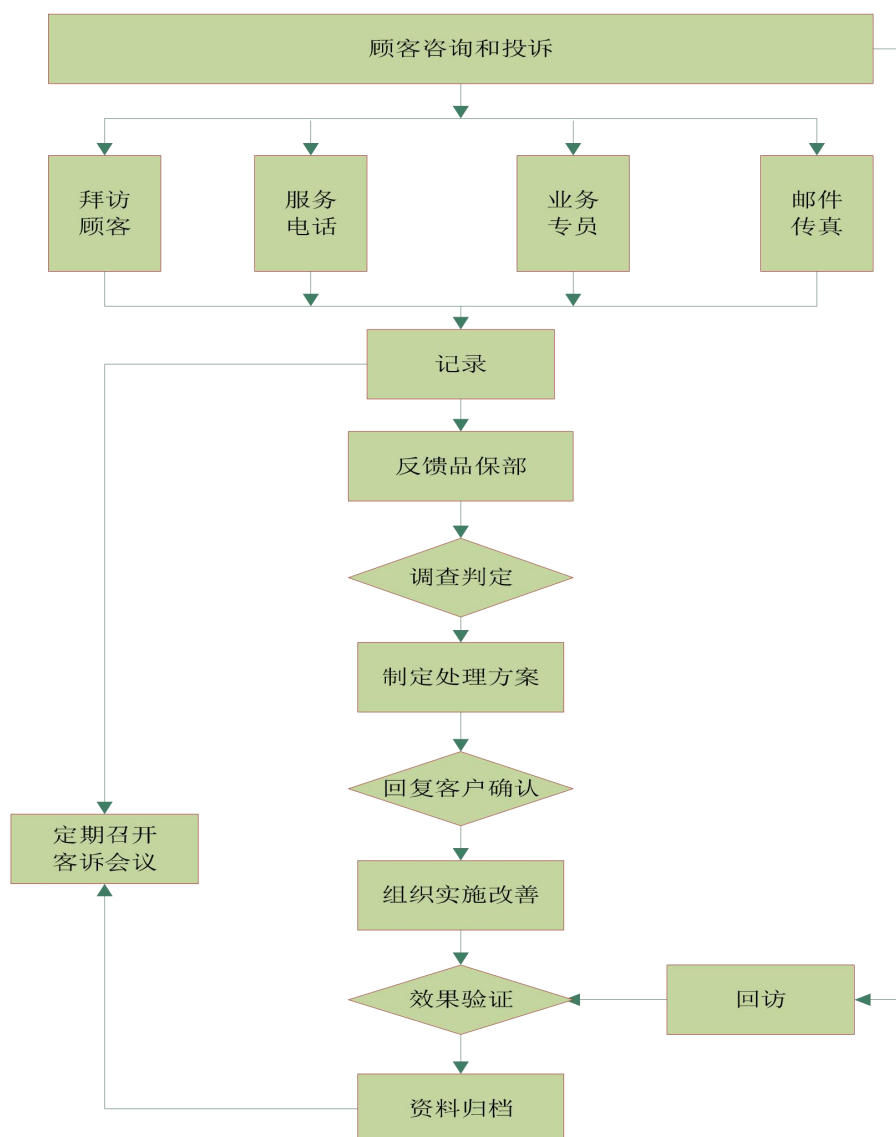 顾客咨询和投诉
拜访
顾客
服务
电话
业务
专员
邮件
传真
记录
反馈品保部
调查判定
制定处理方案
回复客户确认
定期召开
客诉会议
组织实施改善
效果验证
回访
资料归档